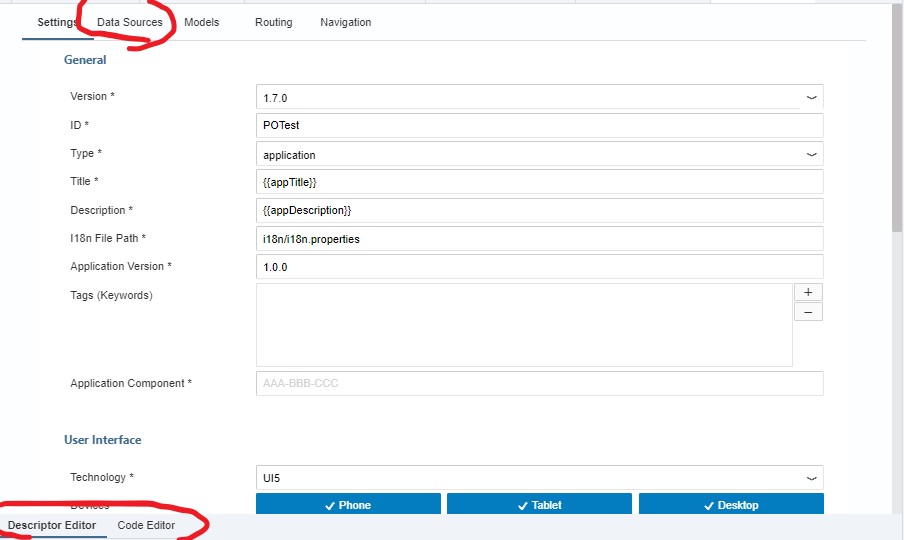 Settings Data Sources Models Routing Navigation
General
Version * 1.7.0
ID * POTest
Type * application
Title * {{appTitle}}
Description * {{appDescription}}
I18n File Path * i18n/i18n.properties
Application Version * 1.0.0
Tags (Keywords) +
−
Application Component * AAA-BBB-CCC
User Interface
Technology * UI5
Devices Phone Tablet Desktop
Descriptor Editor Code Editor